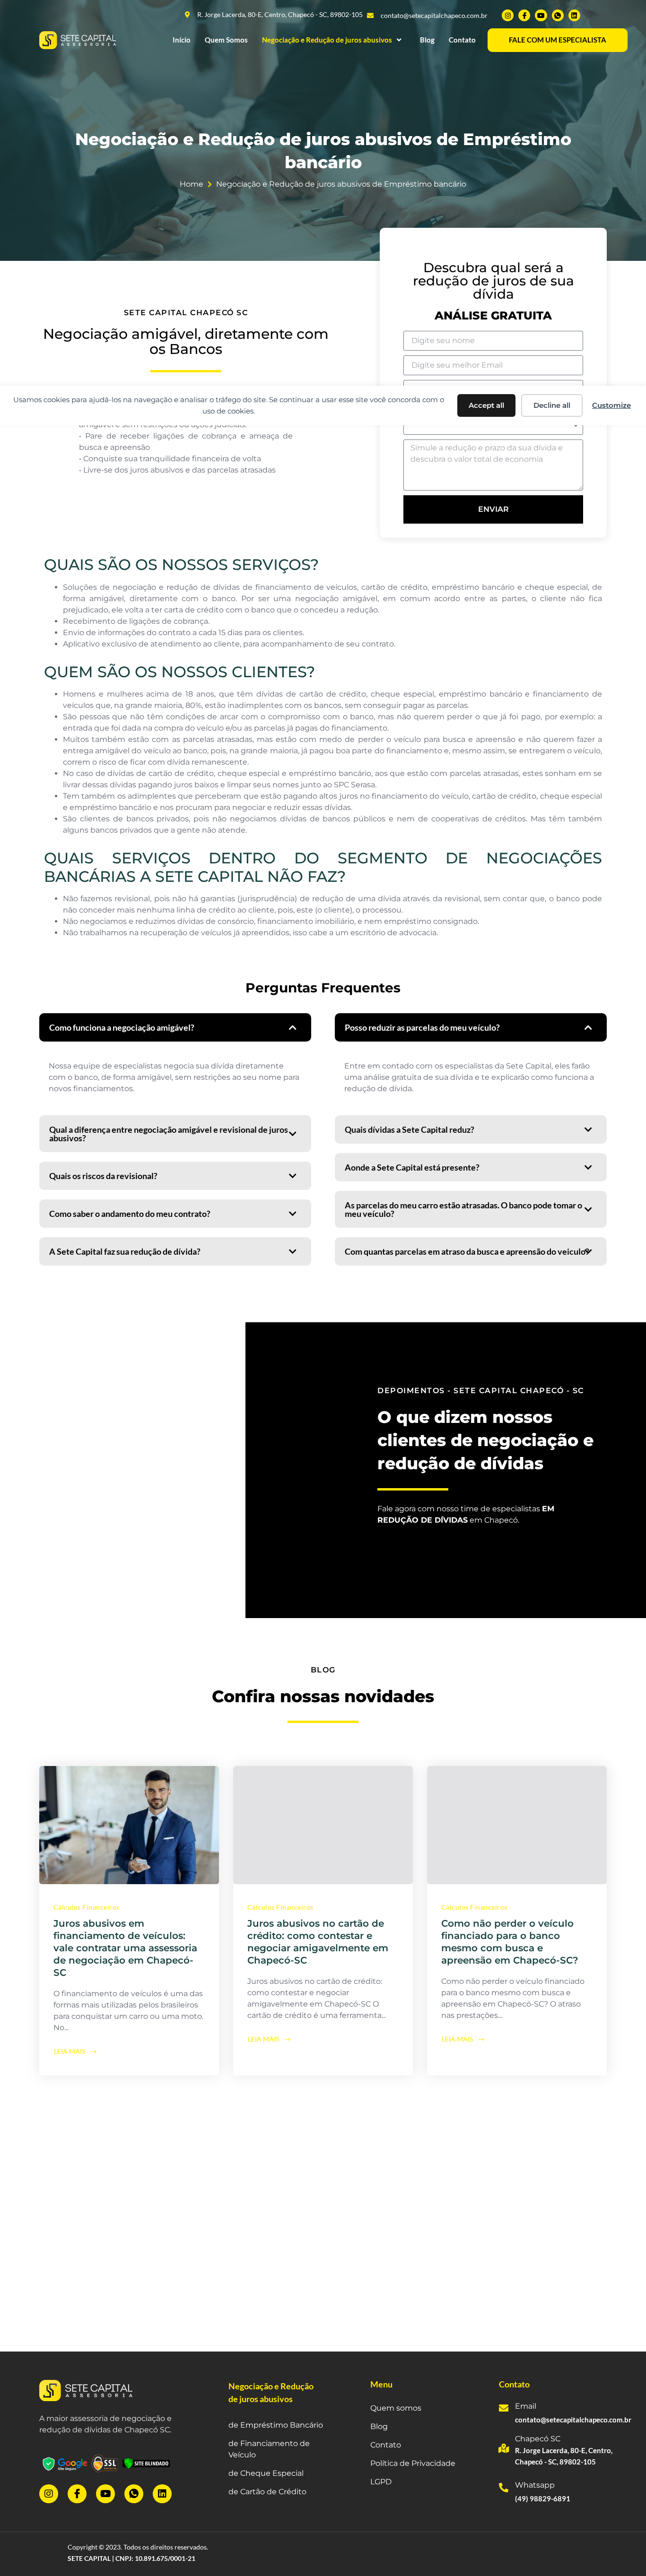 R. Jorge Lacerda, 80-E, Centro, Chapecó - SC, 89802-105
contato@setecapitalchapeco.com.br
SETE CAPITAL
ASSESSORIA
Início
Quem Somos
Negociação e Redução de juros abusivos
Blog
Contato
FALE COM UM ESPECIALISTA
Negociação e Redução de juros abusivos de Empréstimo
bancário
Home
Negociação e Redução de juros abusivos de Empréstimo bancário
SETE CAPITAL CHAPECÓ SC
Negociação amigável, diretamente com
os Bancos
Descubra qual será a
redução de juros de sua
dívida
ANÁLISE GRATUITA
Digite seu nome
Digite seu melhor Email
Usamos cookies para ajudá-los na navegação e analisar o tráfego do site. Se continuar a usar esse site você concorda com o
uso de cookies.
Accept all
Decline all
Customize
amigável e sem restrições ou ações judiciais.
• Pare de receber ligações de cobrança e ameaça de
busca e apreensão
• Conquiste sua tranquilidade financeira de volta
• Livre-se dos juros abusivos e das parcelas atrasadas
Simule a redução e prazo da sua dívida e
descubra o valor total de economia
ENVIAR
QUAIS SÃO OS NOSSOS SERVIÇOS?
• Soluções de negociação e redução de dívidas de financiamento de veículos, cartão de crédito, empréstimo bancário e cheque especial, de
forma amigável, diretamente com o banco. Por ser uma negociação amigável, em comum acordo entre as partes, o cliente não fica
prejudicado, ele volta a ter carta de crédito com o banco que o concedeu a redução.
• Recebimento de ligações de cobrança.
• Envio de informações do contrato a cada 15 dias para os clientes.
• Aplicativo exclusivo de atendimento ao cliente, para acompanhamento de seu contrato.
QUEM SÃO OS NOSSOS CLIENTES?
• Homens e mulheres acima de 18 anos, que têm dívidas de cartão de crédito, cheque especial, empréstimo bancário e financiamento de
veículos que, na grande maioria, 80%, estão inadimplentes com os bancos, sem conseguir pagar as parcelas.
• São pessoas que não têm condições de arcar com o compromisso com o banco, mas não querem perder o que já foi pago, por exemplo: a
entrada que foi dada na compra do veículo e/ou as parcelas já pagas do financiamento.
• Muitos também estão com as parcelas atrasadas, mas estão com medo de perder o veículo para busca e apreensão e não querem fazer a
entrega amigável do veículo ao banco, pois, na grande maioria, já pagou boa parte do financiamento e, mesmo assim, se entregarem o veículo,
correm o risco de ficar com dívida remanescente.
• No caso de dívidas de cartão de crédito, cheque especial e empréstimo bancário, aos que estão com parcelas atrasadas, estes sonham em se
livrar dessas dívidas pagando juros baixos e limpar seus nomes junto ao SPC Serasa.
• Tem também os adimplentes que perceberam que estão pagando altos juros no financiamento do veículo, cartão de crédito, cheque especial
e empréstimo bancário e nos procuram para negociar e reduzir essas dívidas.
• São clientes de bancos privados, pois não negociamos dívidas de bancos públicos e nem de cooperativas de créditos. Mas têm também
alguns bancos privados que a gente não atende.
QUAIS SERVIÇOS DENTRO DO SEGMENTO DE NEGOCIAÇÕES
BANCÁRIAS A SETE CAPITAL NÃO FAZ?
• Não fazemos revisional, pois não há garantias (jurisprudência) de redução de uma dívida através da revisional, sem contar que, o banco pode
não conceder mais nenhuma linha de crédito ao cliente, pois, este (o cliente), o processou.
• Não negociamos e reduzimos dívidas de consórcio, financiamento imobiliário, e nem empréstimo consignado.
• Não trabalhamos na recuperação de veículos já apreendidos, isso cabe a um escritório de advocacia.
Perguntas Frequentes
Como funciona a negociação amigável?
Nossa equipe de especialistas negocia sua dívida diretamente
com o banco, de forma amigável, sem restrições ao seu nome para
novos financiamentos.
Qual a diferença entre negociação amigável e revisional de juros
abusivos?
Quais os riscos da revisional?
Como saber o andamento do meu contrato?
A Sete Capital faz sua redução de dívida?
Posso reduzir as parcelas do meu veículo?
Entre em contado com os especialistas da Sete Capital, eles farão
uma análise gratuita de sua dívida e te explicarão como funciona a
redução de dívida.
Quais dívidas a Sete Capital reduz?
Aonde a Sete Capital está presente?
As parcelas do meu carro estão atrasadas. O banco pode tomar o
meu veículo?
Com quantas parcelas em atraso da busca e apreensão do veículo?
DEPOIMENTOS - SETE CAPITAL CHAPECÓ - SC
O que dizem nossos
clientes de negociação e
redução de dívidas
Fale agora com nosso time de especialistas EM
REDUÇÃO DE DÍVIDAS em Chapecó.
BLOG
Confira nossas novidades
Cálculos Financeiros
Juros abusivos em
financiamento de veículos:
vale contratar uma assessoria
de negociação em Chapecó-
SC
O financiamento de veículos é uma das
formas mais utilizadas pelos brasileiros
para conquistar um carro ou uma moto.
No...
LEIA MAIS
Cálculos Financeiros
Juros abusivos no cartão de
crédito: como contestar e
negociar amigavelmente em
Chapecó-SC
Juros abusivos no cartão de crédito:
como contestar e negociar
amigavelmente em Chapecó-SC O
cartão de crédito é uma ferramenta...
LEIA MAIS
Cálculos Financeiros
Como não perder o veículo
financiado para o banco
mesmo com busca e
apreensão em Chapecó-SC?
Como não perder o veículo financiado
para o banco mesmo com busca e
apreensão em Chapecó-SC? O atraso
nas prestações...
LEIA MAIS
SETE CAPITAL
ASSESSORIA
A maior assessoria de negociação e
redução de dívidas de Chapecó SC.
Google
Site Seguro
SSL
SITE BLINDADO
Negociação e Redução
de juros abusivos
de Empréstimo Bancário
de Financiamento de
Veículo
de Cheque Especial
de Cartão de Crédito
Menu
Quem somos
Blog
Contato
Política de Privacidade
LGPD
Contato
Email
contato@setecapitalchapeco.com.br
Chapecó SC
R. Jorge Lacerda, 80-E, Centro,
Chapecó - SC, 89802-105
Whatsapp
(49) 98829-6891
Copyright © 2023. Todos os direitos reservados.
SETE CAPITAL | CNPJ: 10.891.675/0001-21